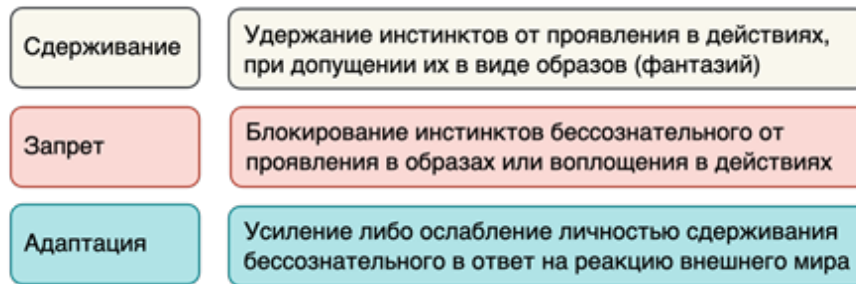 Сдерживание
Удержание инстинктов от проявления в действиях,
при допущении их в виде образов (фантазий)
Запрет
Блокирование инстинктов бессознательного от
проявления в образах или воплощения в действиях
Адаптация
Усиление либо ослабление личностью сдерживания
бессознательного в ответ на реакцию внешнего мира